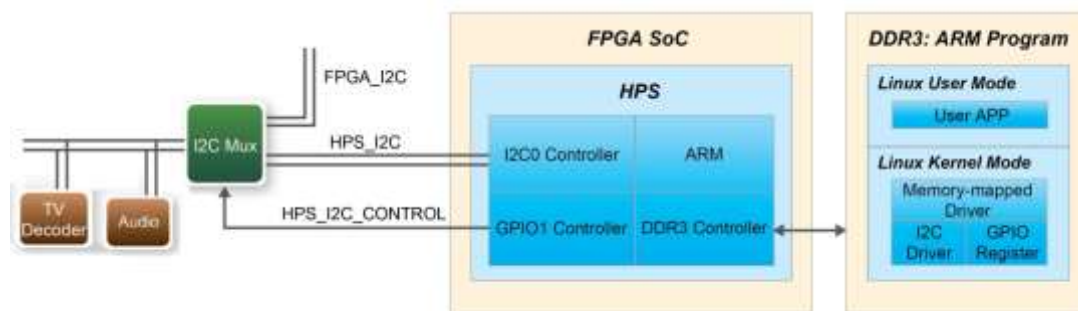 FPGA_I2C
I2C Mux
HPS_I2C
HPS_I2C_CONTROL
TV
Decoder
Audio
FPGA SoC
HPS
I2C0 Controller
ARM
GPIO1 Controller
DDR3 Controller
DDR3: ARM Program
Linux User Mode
User APP
Linux Kernel Mode
Memory-mapped
Driver
I2C
Driver
GPIO
Register